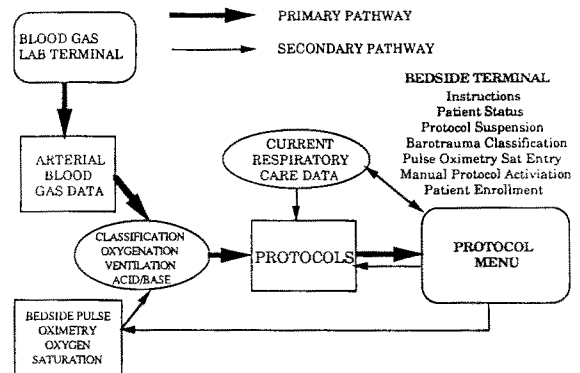 BLOOD GAS
LAB TERMINAL
PRIMARY PATHWAY
SECONDARY PATHWAY
BEDSIDE TERMINAL
Instructions
Patient Status
Protocol Suspension
Barotrauma Classification
Pulse Oximetry Sat Entry
Manual Protocol Activiation
Patient Enrollment
ARTERIAL
BLOOD
GAS DATA
CURRENT
RESPIRATORY
CARE DATA
CLASSIFICATION
OXYGENATION
VENTILATION
ACID/BASE
PROTOCOLS
PROTOCOL
MENU
BEDSIDE PULSE
OXIMETRY
OXYGEN
SATURATION